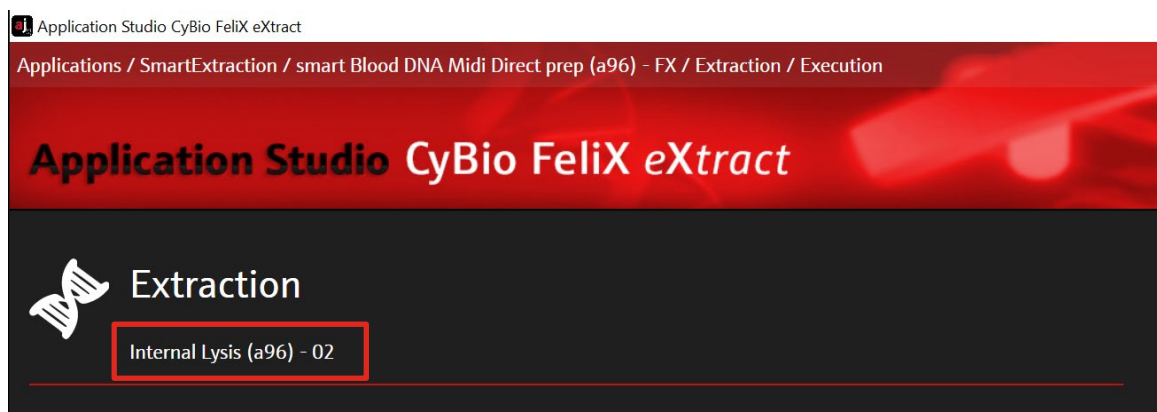 Application Studio CyBio FeliX eXtract
Applications / SmartExtraction / smart Blood DNA Midi Direct prep (a96) - FX / Extraction / Execution
Application Studio CyBio FeliX eXtract
Extraction
Internal Lysis (a96) - 02